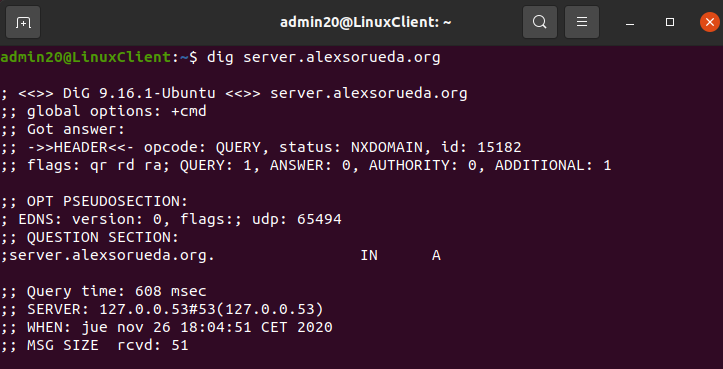 admin20@LinuxClient: ~
admin20@LinuxClient:~$ dig server.alexsorueda.org
; <<>> DiG 9.16.1-Ubuntu <<>> server.alexsorueda.org
;; global options: +cmd
;; Got answer:
;; ->>HEADER<<- opcode: QUERY, status: NXDOMAIN, id: 15182
;; flags: qr rd ra; QUERY: 1, ANSWER: 0, AUTHORITY: 0, ADDITIONAL: 1
;; OPT PSEUDOSECTION:
; EDNS: version: 0, flags:; udp: 65494
;; QUESTION SECTION:
;server.alexsorueda.org. IN A
;; Query time: 608 msec
;; SERVER: 127.0.0.53#53(127.0.0.53)
;; WHEN: jue nov 26 18:04:51 CET 2020
;; MSG SIZE rcvd: 51